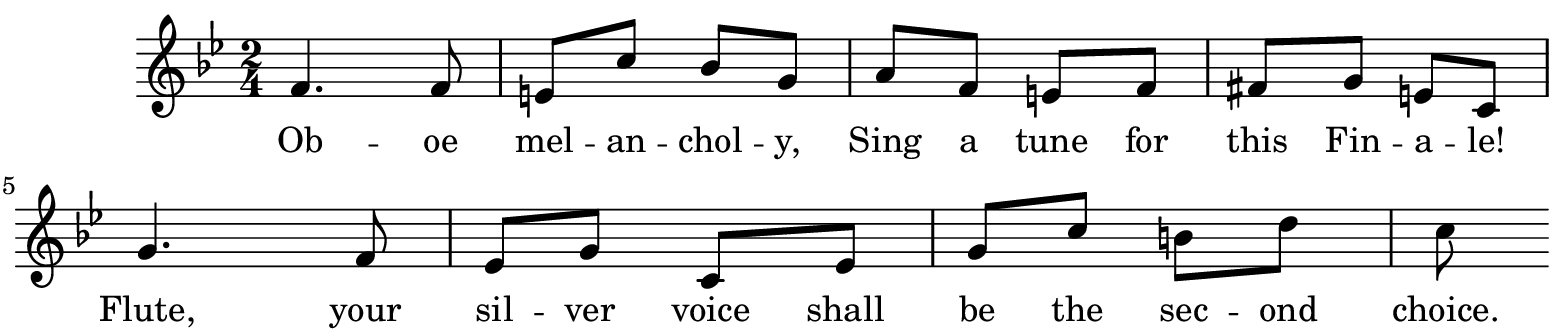 2
4
Ob - oe mel - an - chol - y, Sing a tune for this Fin - a - le!
5
Flute, your sil - ver voice shall be the sec - ond choice.